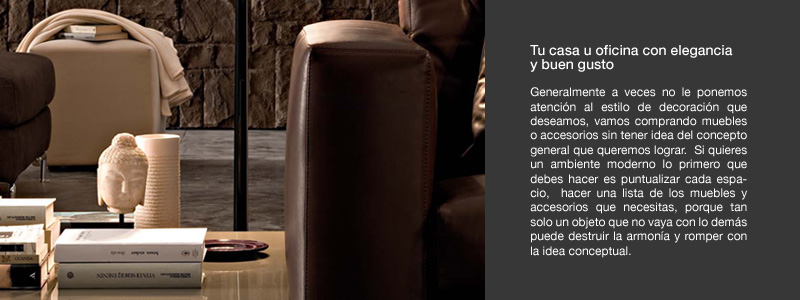 Tu casa u oficina con elegancia
y buen gusto
Generalmente a veces no le ponemos
atención al estilo de decoración que
deseamos, vamos comprando muebles
o accesorios sin tener idea del concepto
general que queremos lograr. Si quieres
un ambiente moderno lo primero que
debes hacer es puntualizar cada espa-
cio, hacer una lista de los muebles y
accesorios que necesitas, porque tan
solo un objeto que no vaya con lo demás
puede destruir la armonía y romper con
la idea conceptual.